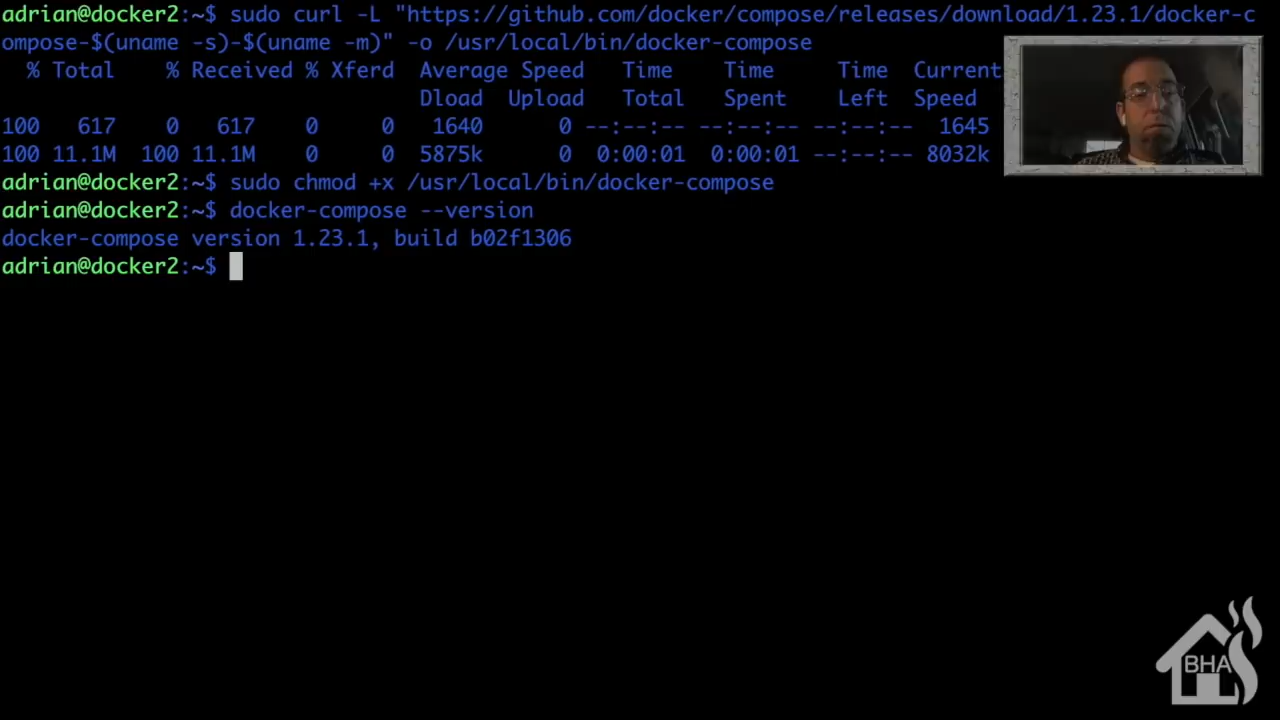 adrian@docker2:~$ sudo curl -L "https://github.com/docker/compose/releases/download/1.23.1/docker-c
ompose-$(uname -s)-$(uname -m)" -o /usr/local/bin/docker-compose
% Total % Received % Xferd Average Speed Time Time Time Current
Dload Upload Total Spent Left Speed
100 617 0 617 0 0 1640 0 --:--:-- --:--:-- --:--:-- 1645
100 11.1M 100 11.1M 0 0 5875k 0 0:00:01 0:00:01 --:--:-- 8032k
adrian@docker2:~$ sudo chmod +x /usr/local/bin/docker-compose
adrian@docker2:~$ docker-compose --version
docker-compose version 1.23.1, build b02f1306
adrian@docker2:~$
BHA